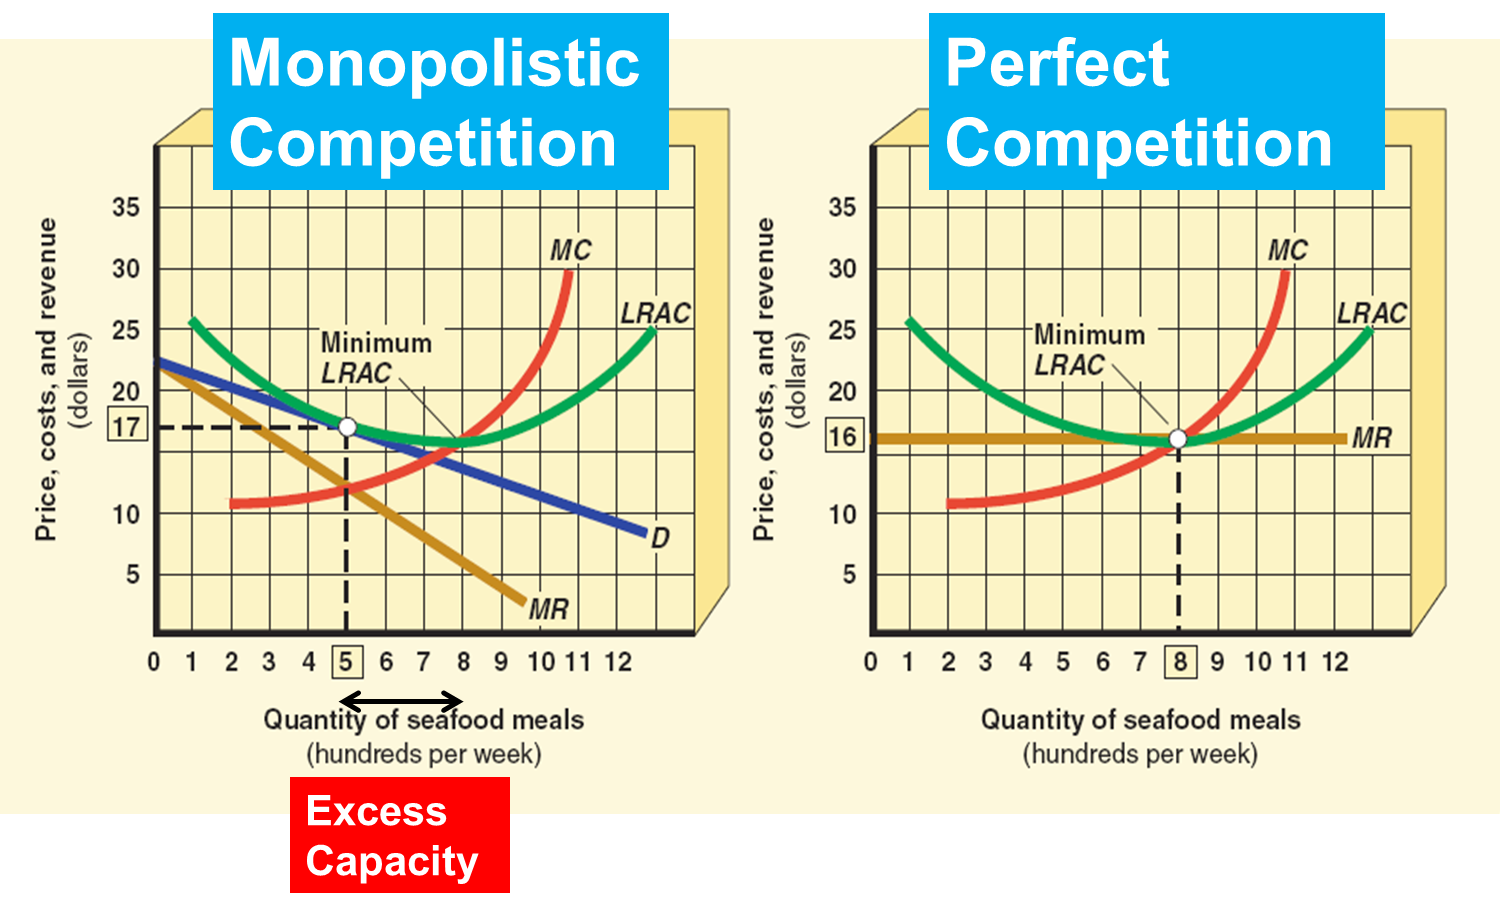 Monopolistic
Competition
Price, costs, and revenue
(dollars)
35
30
25
20
17
10
5
MC
LRAC
Minimum
LRAC
D
MR
0 1 2 3 4 5 6 7 8 9 10 11 12
Quantity of seafood meals
(hundreds per week)
Excess
Capacity
Perfect
Competition
Price, costs, and revenue
(dollars)
35
30
25
20
16
10
5
MC
LRAC
Minimum
LRAC
MR
0 1 2 3 4 5 6 7 8 9 10 11 12
Quantity of seafood meals
(hundreds per week)